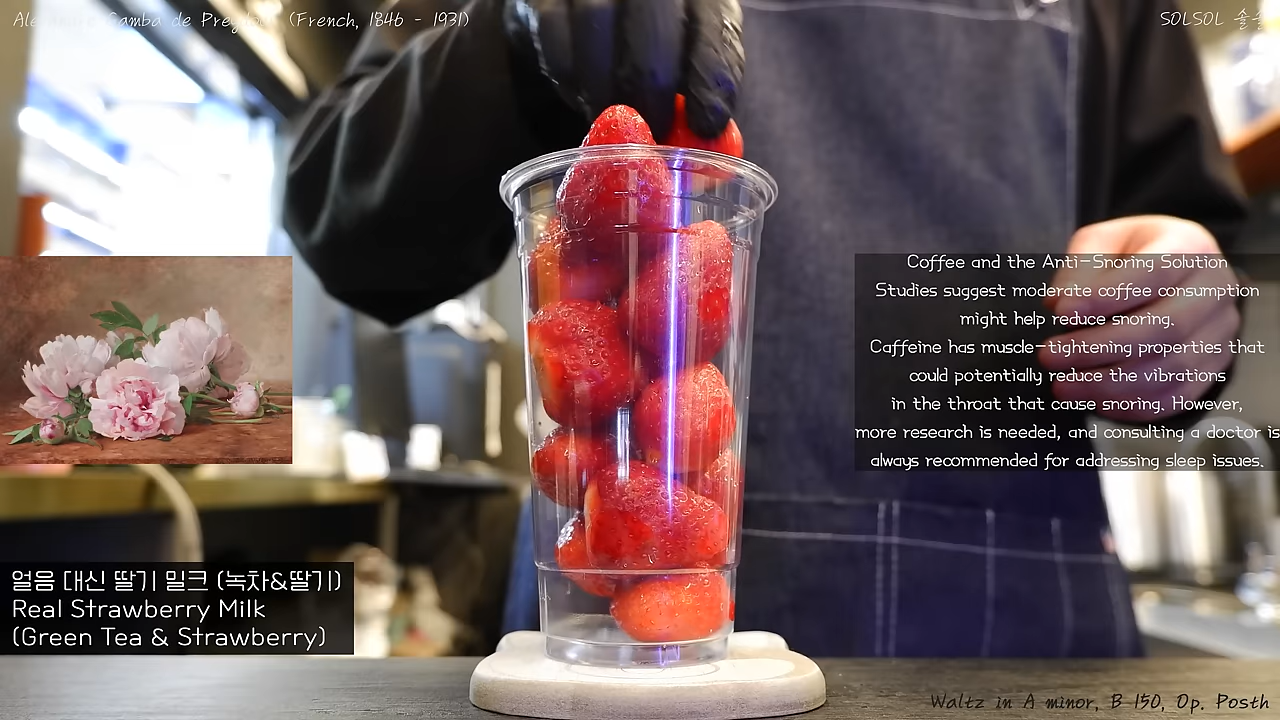 (French, 1846 - 1931)
SOLSOL
Coffee and the Anti-Snoring Solution
Studies suggest moderate coffee consumption
might help reduce snoring.
Caffeine has muscle-tightening properties that
could potentially reduce the vibrations
in the throat that cause snoring. However,
more research is needed, and consulting a doctor is
always recommended for addressing sleep issues.
얼음 대신 딸기 밀크 (녹차&딸기)
Real Strawberry Milk
(Green Tea & Strawberry)
Waltz in A minor, B 150, Op. Posth